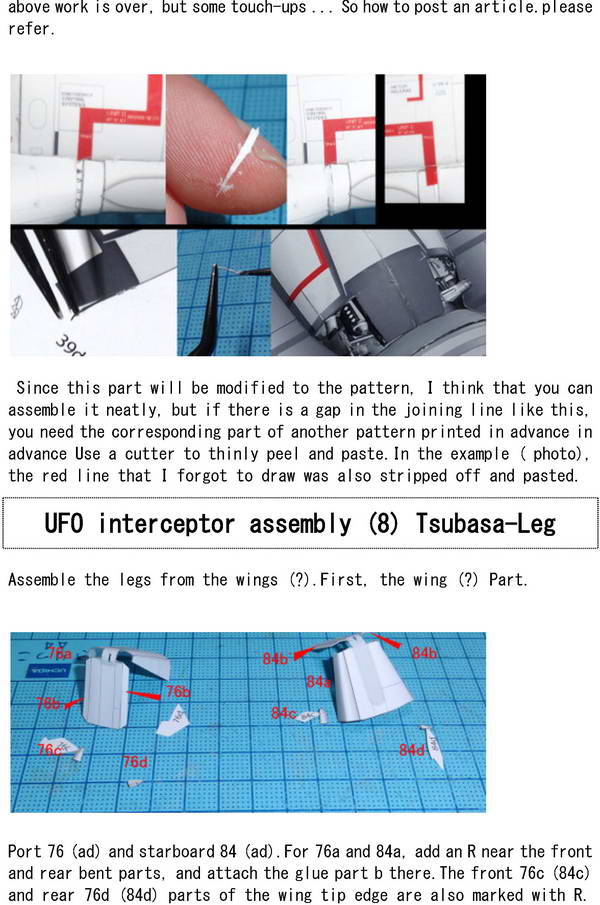 above work is over, but some touch-ups ... So how to post an article.please
refer.
39d
Since this part will be modified to the pattern, I think that you can
assemble it neatly, but if there is a gap in the joining line like this,
you need the corresponding part of another pattern printed in advance in
advance Use a cutter to thinly peel and paste.In the example ( photo),
the red line that I forgot to draw was also stripped off and pasted.
UFO interceptor assembly (8) Tsubasa-Leg
Assemble the legs from the wings (?).First, the wing (?) Part.
76a
84b
84b
76b
76b
84a
84c
76c
76d
84d
Port 76 (ad) and starboard 84 (ad).For 76a and 84a, add an R near the front
and rear bent parts, and attach the glue part b there.The front 76c (84c)
and rear 76d (84d) parts of the wing tip edge are also marked with R.